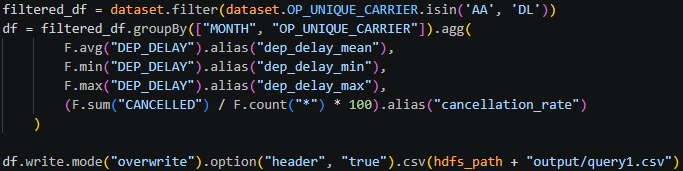 filtered_df = dataset.filter(dataset.OP_UNIQUE_CARRIER.isin('AA', 'DL'))
df = filtered_df.groupBy(["MONTH", "OP_UNIQUE_CARRIER"]).agg(
        F.avg("DEP_DELAY").alias("dep_delay_mean"),
        F.min("DEP_DELAY").alias("dep_delay_min"),
        F.max("DEP_DELAY").alias("dep_delay_max"),
        (F.sum("CANCELLED") / F.count("*") * 100).alias("cancellation_rate")
    )
df.write.mode("overwrite").option("header", "true").csv(hdfs_path + "output/query1.csv")